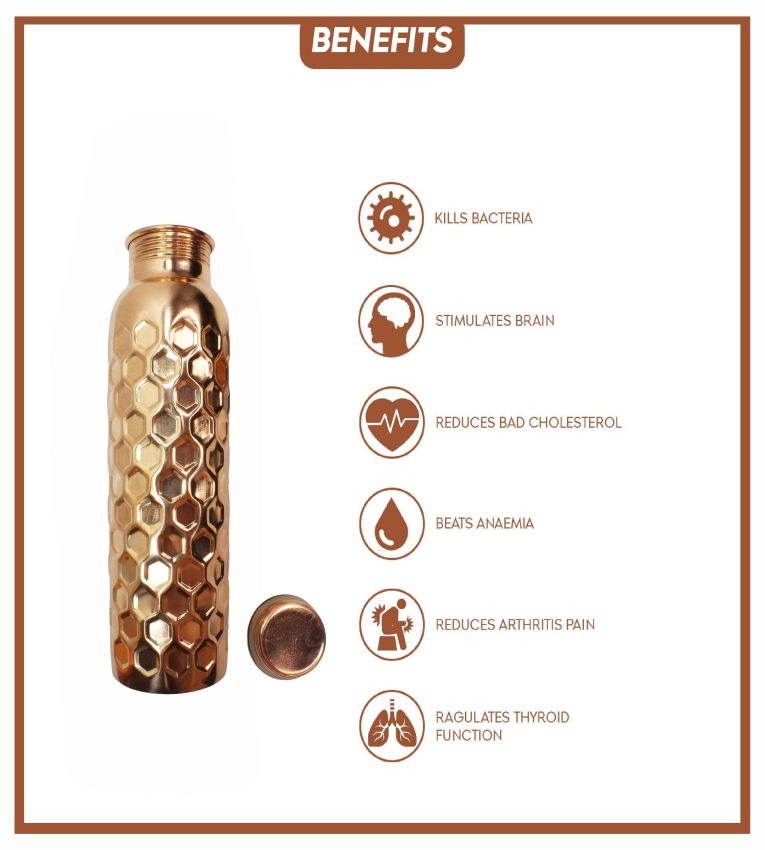 BENEFITS
KILLS BACTERIA
STIMULATES BRAIN
REDUCES BAD CHOLESTEROL
BEATS ANAEMIA
REDUCES ARTHRITIS PAIN
RAGULATES THYROID
FUNCTION